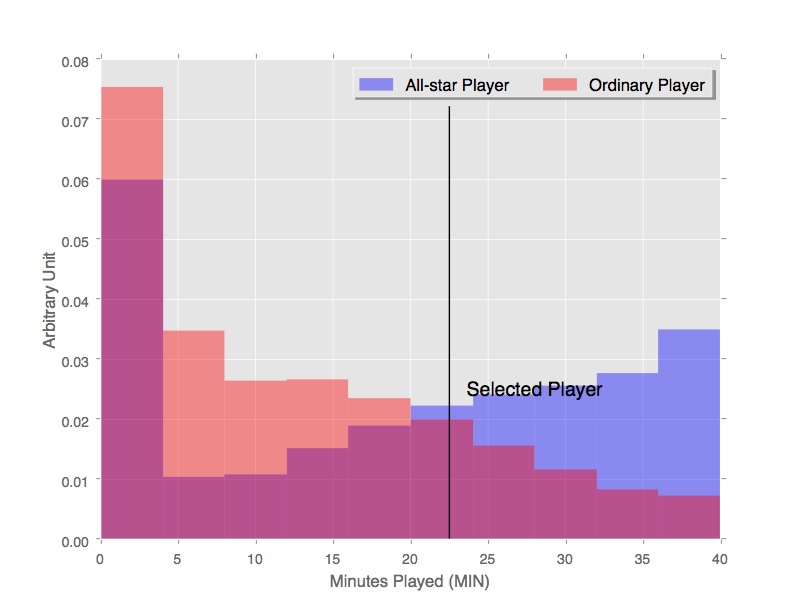 All-star Player Ordinary Player
0.08
0.07
0.06
0.05
0.04
0.03
0.02
0.01
0.00
Arbitrary Unit
Selected Player
0 5 10 15 20 25 30 35 40
Minutes Played (MIN)